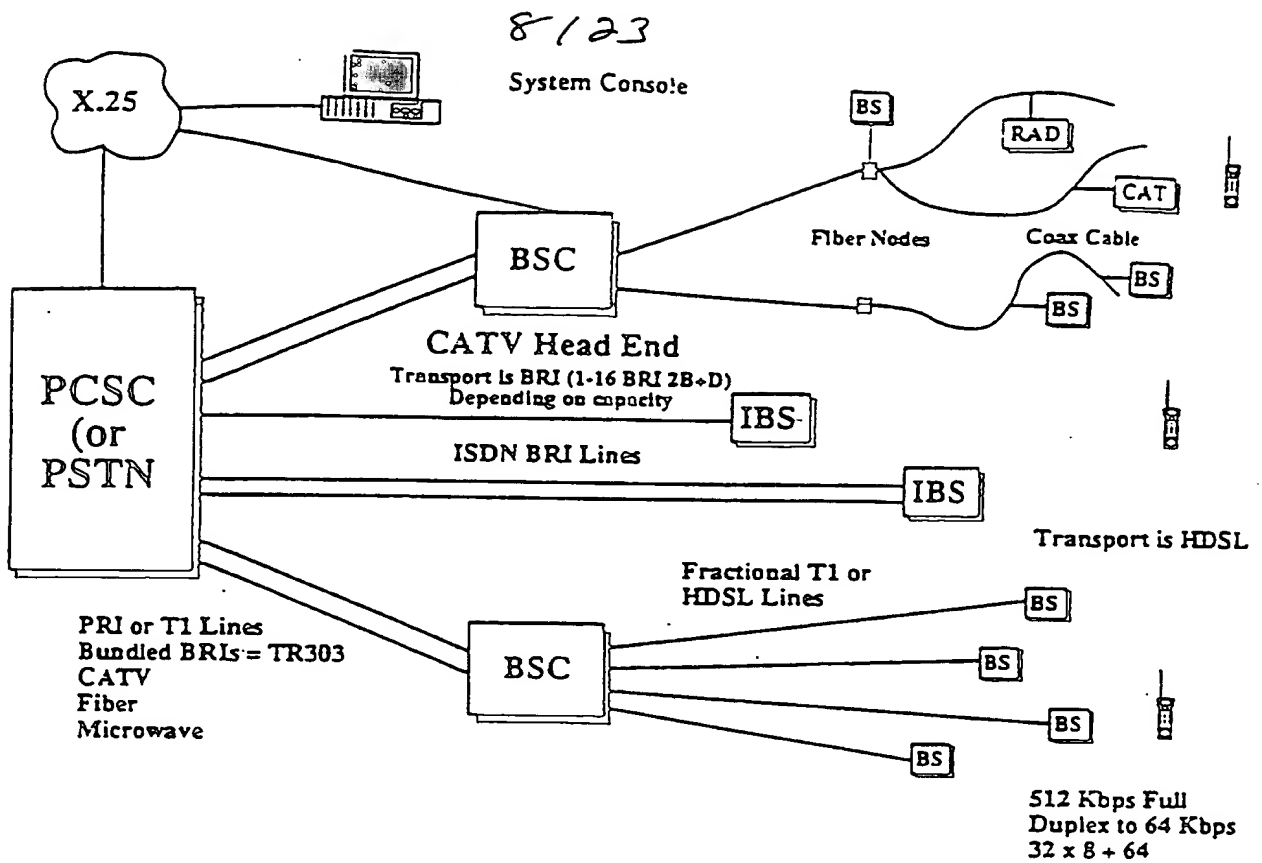 8/23
System Console
X.25
BS
RAD
CAT
Fiber Nodes
Coax Cable
BSC
BS
BS
CATV Head End
Transport is BRI (1-16 BRI 2B+D)
Depending on capacity
PCSC
(or
PSTN
IBS
ISDN BRI Lines
IBS
Transport is HDSL
Fractional T1 or
HDSL Lines
BS
PRI or T1 Lines
Bundled BRIs = TR303
CATV
Fiber
Microwave
BSC
BS
BS
BS
512 Kbps Full
Duplex to 64 Kbps
32 x 8 + 64